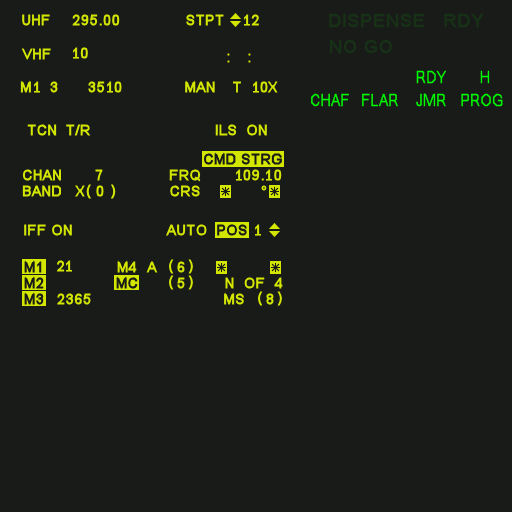 UHF 295.00 STPT 12 DISPENSE RDY
VHF 10 : : NO GO
RDY H
M1 3 3510 MAN T 10X
CHAF FLAR JMR PROG
TCN T/R ILS ON
CMD STRG
CHAN 7 FRQ 109.10
BAND X(0) CRS * °*
IFF ON AUTO POS 1
M1 21 M4 A (6) * *
M2 MC (5) N OF 4
M3 2365 MS (8)